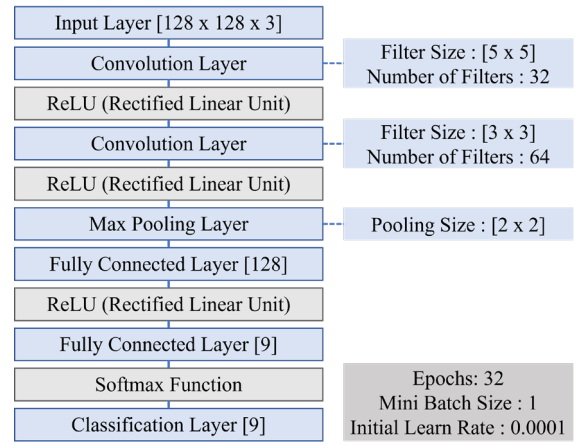 Input Layer [128 x 128 x 3]
Convolution Layer
Filter Size : [5 x 5]
Number of Filters : 32
ReLU (Rectified Linear Unit)
Convolution Layer
Filter Size : [3 x 3]
Number of Filters : 64
ReLU (Rectified Linear Unit)
Max Pooling Layer
Pooling Size : [2 x 2]
Fully Connected Layer [128]
ReLU (Rectified Linear Unit)
Fully Connected Layer [9]
Softmax Function
Classification Layer [9]
Epochs: 32
Mini Batch Size : 1
Initial Learn Rate : 0.0001